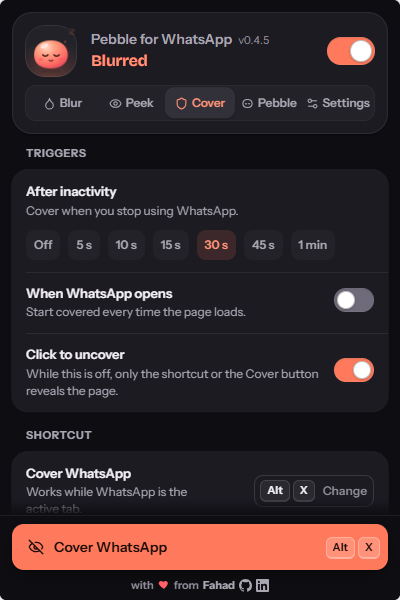 Pebble for WhatsApp v0.4.5
Blurred
Blur Peek Cover Pebble Settings
TRIGGERS
After inactivity
Cover when you stop using WhatsApp.
Off 5 s 10 s 15 s 30 s 45 s 1 min
When WhatsApp opens
Start covered every time the page loads.
Click to uncover
While this is off, only the shortcut or the Cover button
reveals the page.
SHORTCUT
Cover WhatsApp
Works while WhatsApp is the
active tab.
Alt X Change
Cover WhatsApp Alt X
with from Fahad